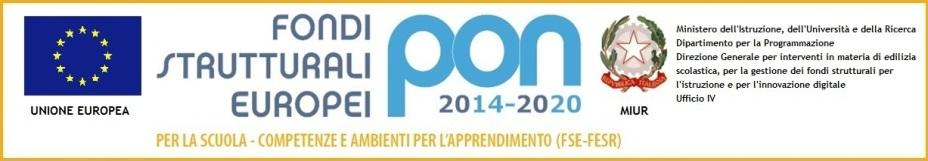 UNIONE EUROPEA
FONDI
STRUTTURALI
EUROPEI
pon
2014-2020
PER LA SCUOLA - COMPETENZE E AMBIENTI PER L'APPRENDIMENTO (FSE-FESR)
REPVBBLICA ITALIANA
MIUR
Ministero dell'Istruzione, dell'Università e della Ricerca
Dipartimento per la Programmazione
Direzione Generale per interventi in materia di edilizia
scolastica, per la gestione dei fondi strutturali per
l'istruzione e per l'innovazione digitale
Ufficio IV